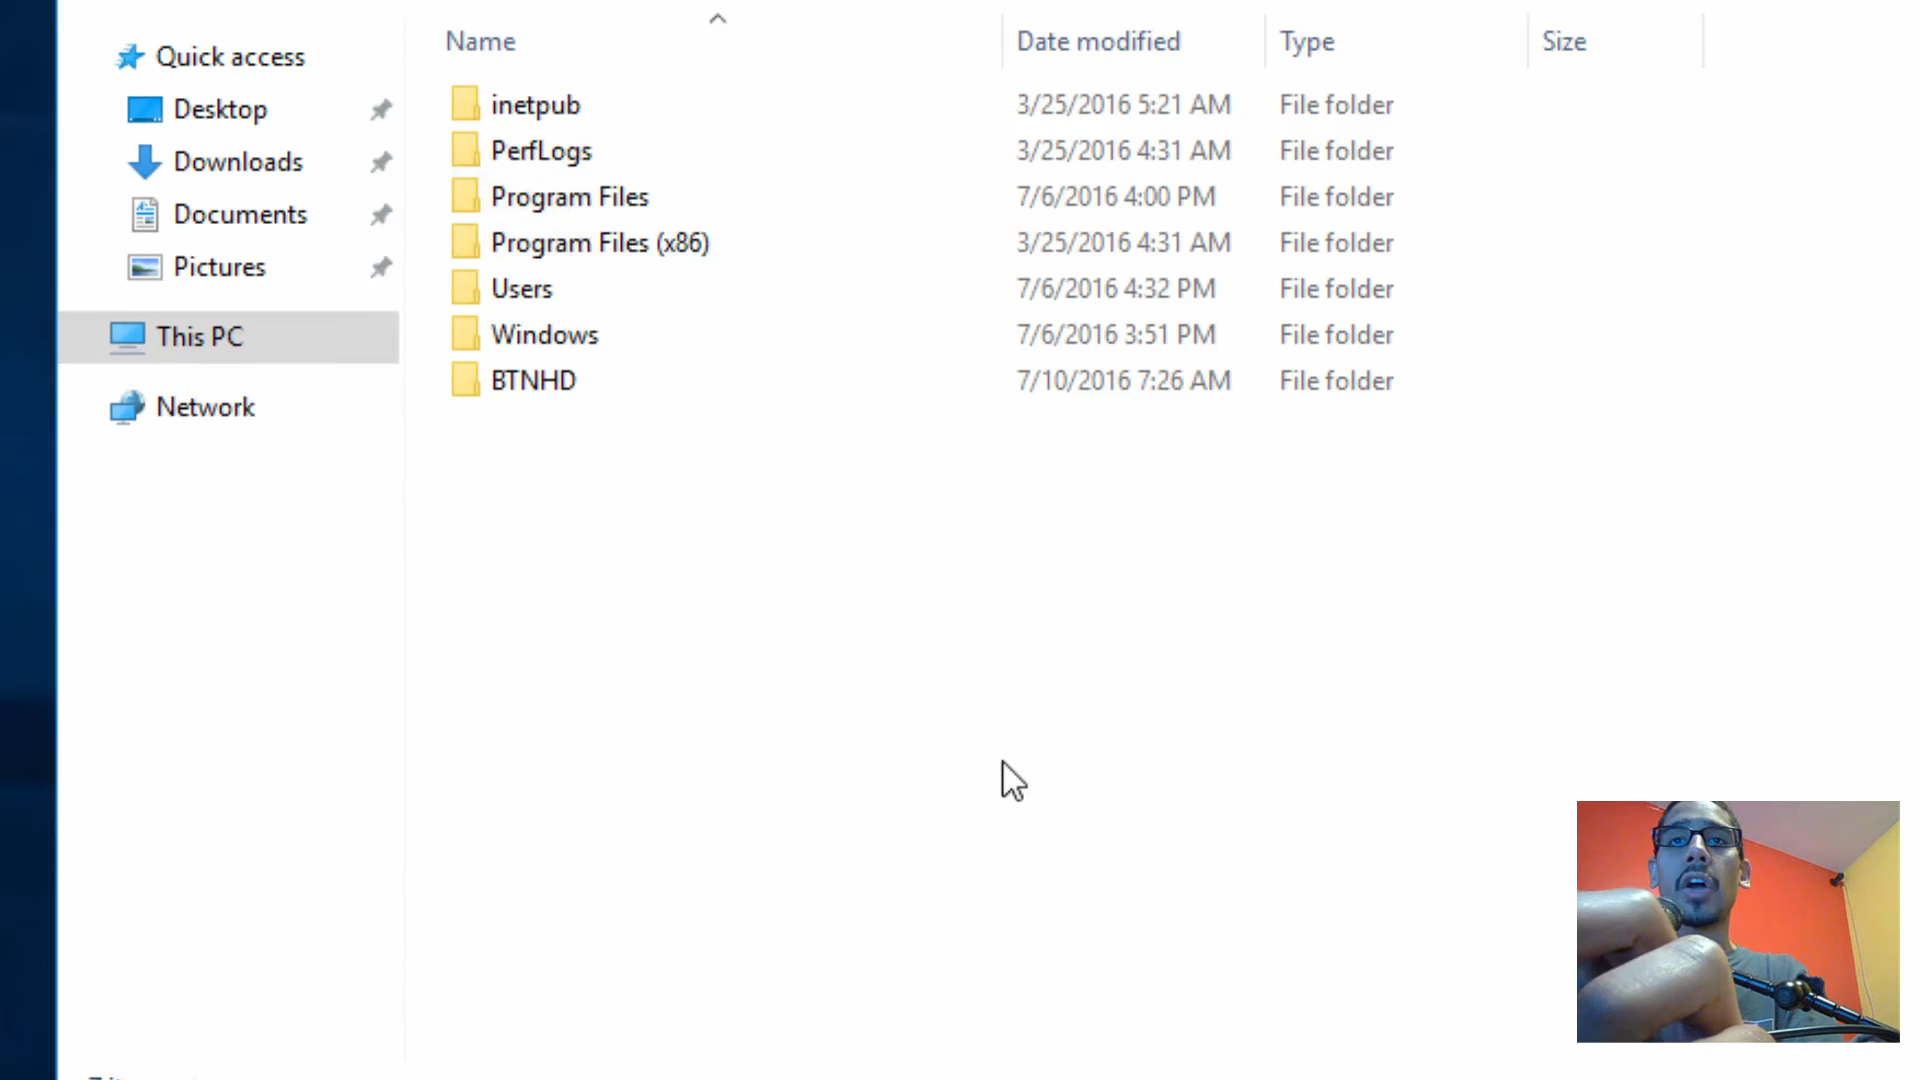 Quick access
Desktop
Downloads
Documents
Pictures
This PC
Network
Name Date modified Type Size
inetpub 3/25/2016 5:21 AM File folder
PerfLogs 3/25/2016 4:31 AM File folder
Program Files 7/6/2016 4:00 PM File folder
Program Files (x86) 3/25/2016 4:31 AM File folder
Users 7/6/2016 4:32 PM File folder
Windows 7/6/2016 3:51 PM File folder
BTNHD 7/10/2016 7:26 AM File folder